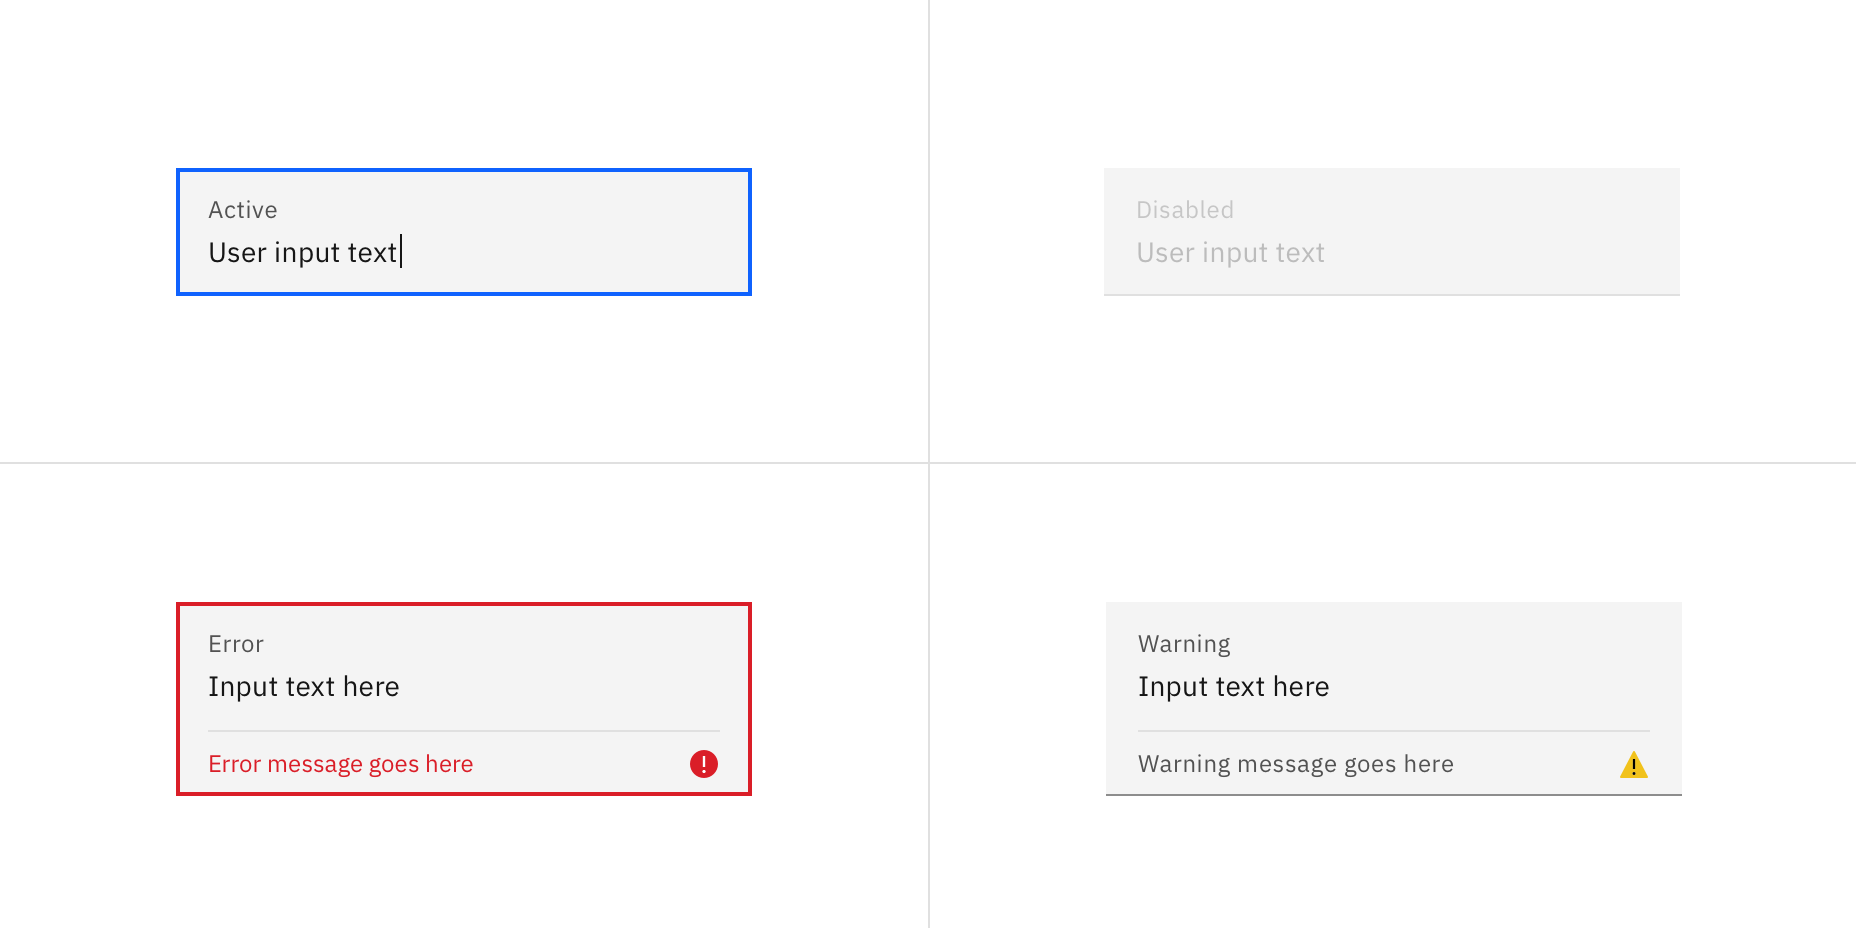 Active
User input text
Disabled
User input text
Error
Input text here
Error message goes here
Warning
Input text here
Warning message goes here